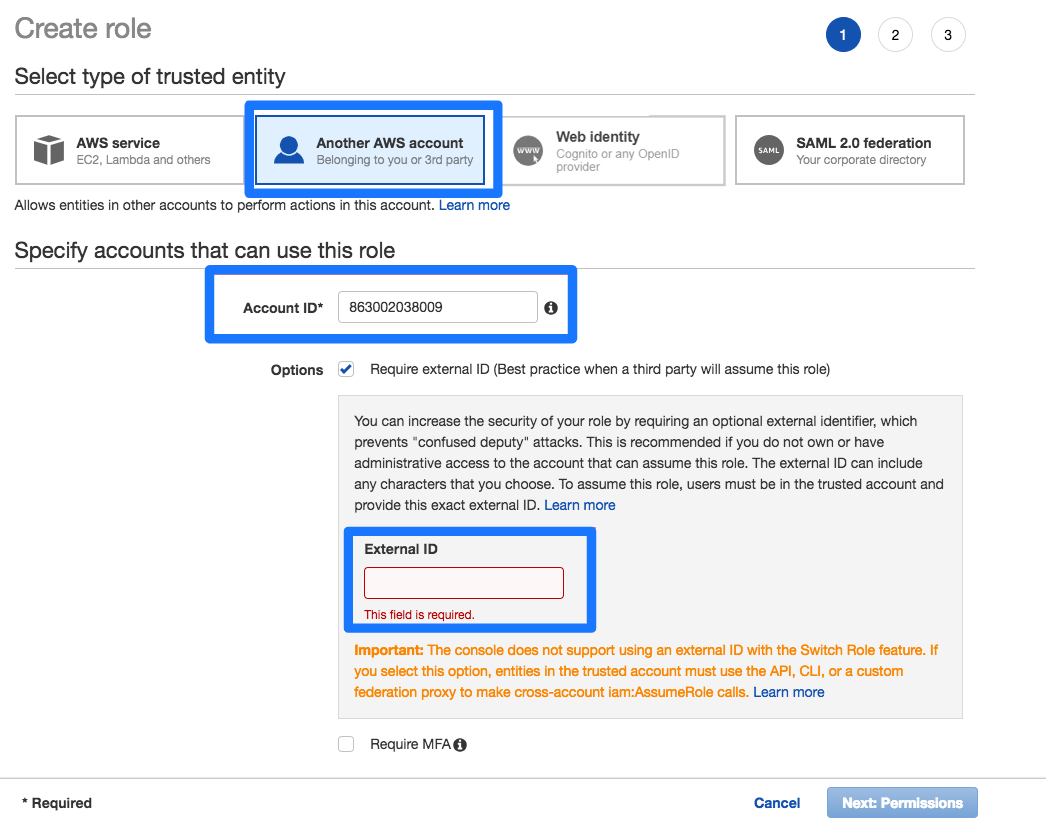 Create role
1
2
3
Select type of trusted entity
AWS service
EC2, Lambda and others
Another AWS account
Belonging to you or 3rd party
www
Web identity
Cognito or any OpenID
provider
SAML
SAML 2.0 federation
Your corporate directory
Allows entities in other accounts to perform actions in this account. Learn more
Specify accounts that can use this role
Account ID* 863002038009
Options Require external ID (Best practice when a third party will assume this role)
You can increase the security of your role by requiring an optional external identifier, which
prevents "confused deputy" attacks. This is recommended if you do not own or have
administrative access to the account that can assume this role. The external ID can include
any characters that you choose. To assume this role, users must be in the trusted account and
provide this exact external ID. Learn more
External ID
This field is required.
Important: The console does not support using an external ID with the Switch Role feature. If
you select this option, entities in the trusted account must use the API, CLI, or a custom
federation proxy to make cross-account iam:AssumeRole calls. Learn more
Require MFA
* Required
Cancel
Next: Permissions